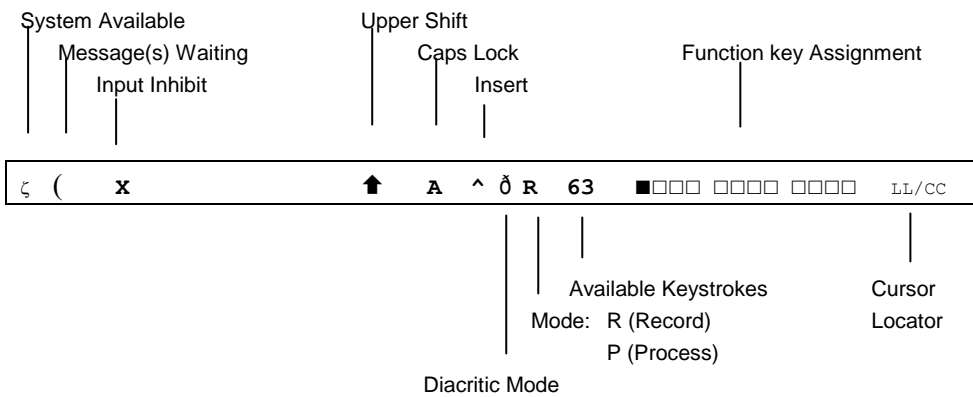 System Available Upper Shift
Message(s) Waiting Caps Lock Function key Assignment
Input Inhibit Insert
ζ ( X ⬆ A ^ ð R 63 ■□□□ □□□□ □□□□ LL/CC
Available Keystrokes Cursor
Mode: R (Record) Locator
P (Process)
Diacritic Mode